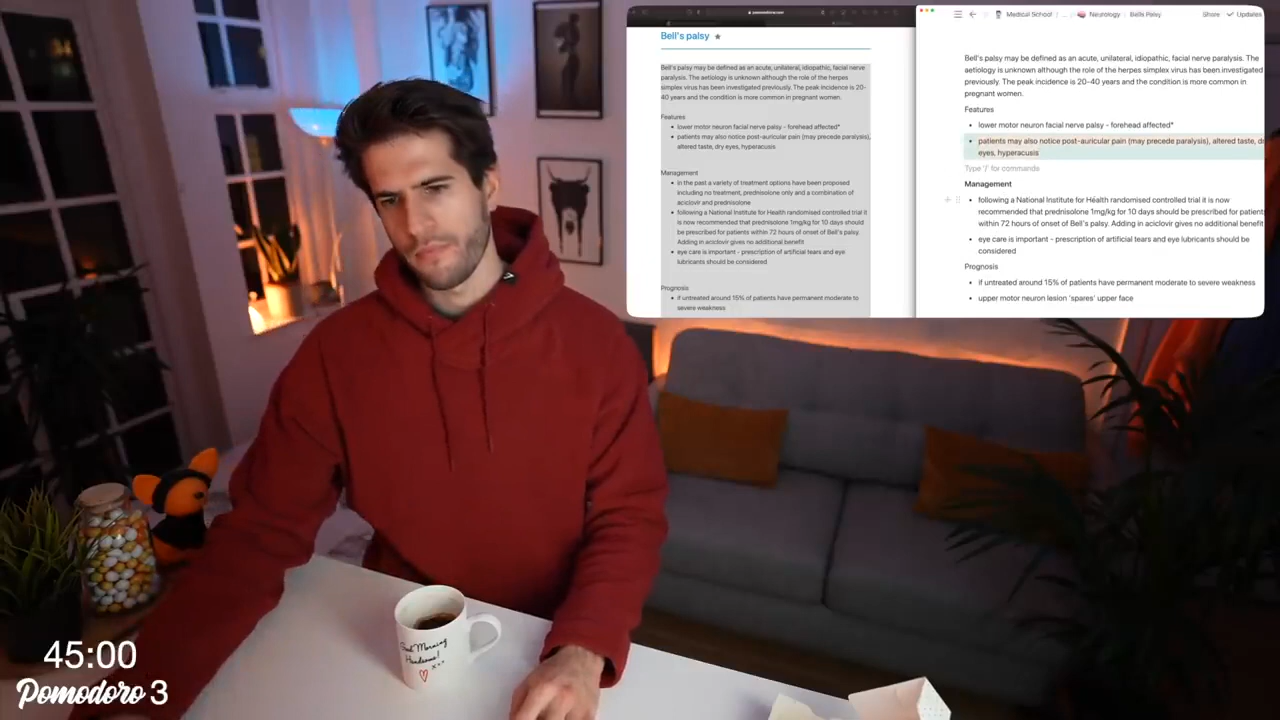 passmedicine.com
Bell's palsy ★
Bell's palsy may be defined as an acute, unilateral, idiopathic, facial nerve
paralysis. The aetiology is unknown although the role of the herpes
simplex virus has been investigated previously. The peak incidence is 20-
40 years and the condition is more common in pregnant women.
Features
• lower motor neuron facial nerve palsy - forehead affected*
• patients may also notice post-auricular pain (may precede paralysis),
altered taste, dry eyes, hyperacusis
Management
• in the past a variety of treatment options have been proposed
including no treatment, prednisolone only and a combination of
aciclovir and prednisolone
• following a National Institute for Health randomised controlled trial it
is now recommended that prednisolone 1mg/kg for 10 days should
be prescribed for patients within 72 hours of onset of Bell's palsy.
Adding in aciclovir gives no additional benefit
• eye care is important - prescription of artificial tears and eye
lubricants should be considered
Prognosis
• if untreated around 15% of patients have permanent moderate to
severe weakness
Medical School / ... / Neurology / Bells Palsy Share Updates
Bell's palsy may be defined as an acute, unilateral, idiopathic, facial nerve paralysis. The
aetiology is unknown although the role of the herpes simplex virus has been investigated
previously. The peak incidence is 20-40 years and the condition is more common in
pregnant women.
Features
• lower motor neuron facial nerve palsy - forehead affected*
• patients may also notice post-auricular pain (may precede paralysis), altered taste, dr
eyes, hyperacusis
Type '/' for commands
Management
• following a National Institute for Health randomised controlled trial it is now
recommended that prednisolone 1mg/kg for 10 days should be prescribed for patients
within 72 hours of onset of Bell's palsy. Adding in aciclovir gives no additional benefit
• eye care is important - prescription of artificial tears and eye lubricants should be
considered
Prognosis
• if untreated around 15% of patients have permanent moderate to severe weakness
• upper motor neuron lesion 'spares' upper face
Good Morning
Handsome!
x••
45:00
Pomodoro 3